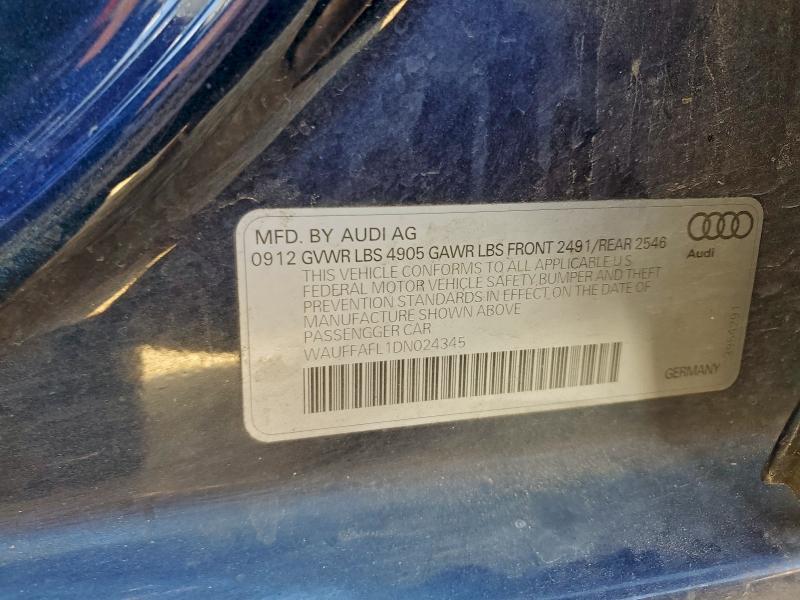 MFD. BY AUDI AG
0912 GVWR LBS 4905 GAWR LBS FRONT 2491/REAR 2546
Audi
THIS VEHICLE CONFORMS TO ALL APPLICABLE U.S.
FEDERAL MOTOR VEHICLE SAFETY, BUMPER AND THEFT
PREVENTION STANDARDS IN EFFECT, ON THE DATE OF
MANUFACTURE SHOWN ABOVE
PASSENGGER CAR
WAUFFAFL1DN024345
GERMANY